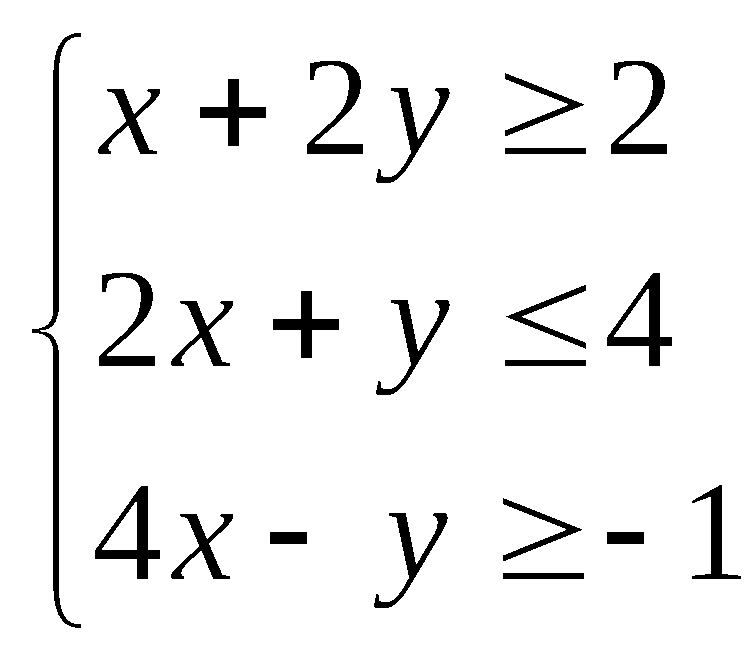 x + 2y ≥ 2
2x + y ≤ 4
4x - y ≥ - 1